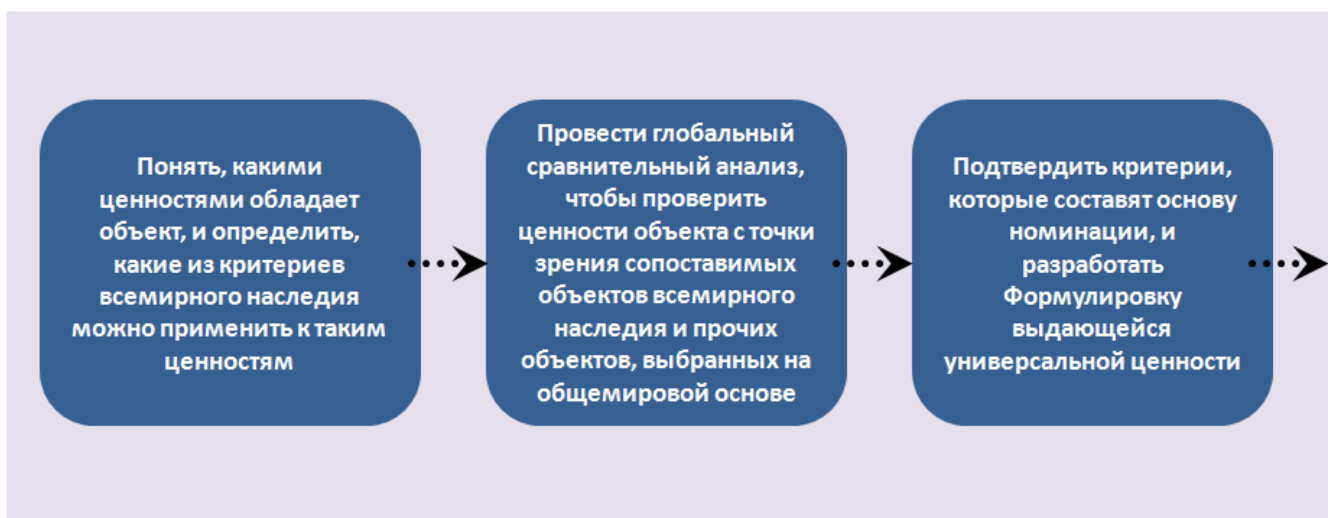 Понять, какими
ценностями обладает
объект, и определить,
какие из критериев
всемирного наследия
можно применить к таким
ценностям
Провести глобальный
сравнительный анализ,
чтобы проверить
ценности объекта с точки
зрения сопоставимых
объектов всемирного
наследия и прочих
объектов, выбранных на
общемировой основе
Подтвердить критерии,
которые составят основу
номинации, и
разработать
Формулировку
выдающейся
универсальной ценности